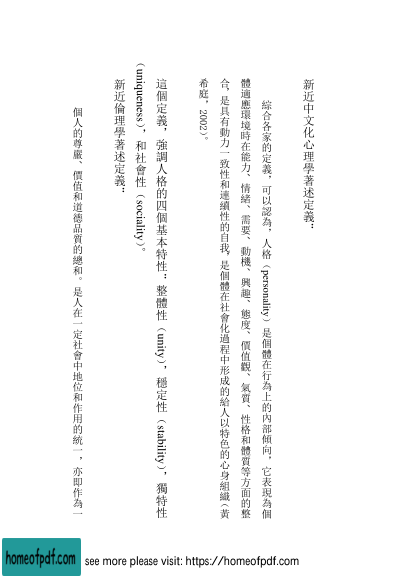 新近中文化心理學著述定義：
綜合各家的定義，可以認為，人格（personality）是個體在行為上的內部傾向，它表現為個
體適應環境時在能力、情緒、需要、動機、興趣、態度、價值觀、氣質、性格和體質等方面的整
合，是具有動力一致性和連續性的自我，是個體在社會化過程中形成的給人以特色的心身組織（黃
希庭，2002）。
這個定義，強調人格的四個基本特性：整體性（unity），穩定性（stability），獨特性
（uniqueness），和社會性（sociality）。
新近倫理學著述定義：
個人的尊嚴、價值和道德品質的總和。是人在一定社會中地位和作用的統一，亦即作為一
homeofpdf.com
see more please visit: https://homeofpdf.com